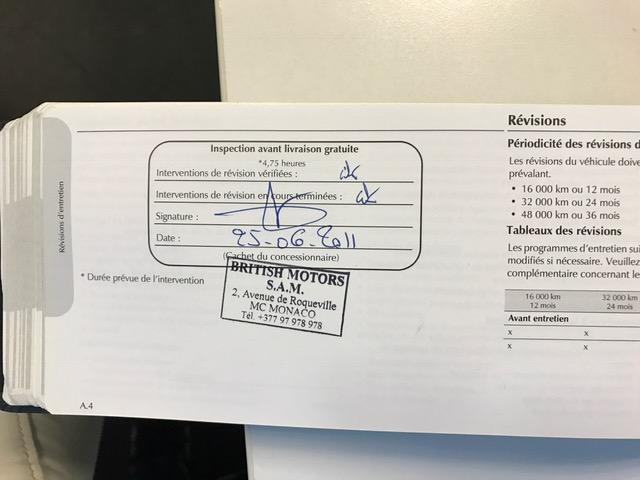 Révisions d'entretien
Inspection avant livraison gratuite
*4,75 heures
Interventions de révision vérifiées : ok
Interventions de révision en cours terminées : ok
Signature :
Date : 25-06-2011
(Cachet du concessionnaire)
* Durée prévue de l'intervention
BRITISH MOTORS
S.A.M.
2, Avenue de Roqueville
MC MONACO
Tél. +377 97 978 978
A.4
Révisions
Périodicité des révisions d
Les révisions du véhicule doive
prévalant.
• 16 000 km ou 12 mois
• 32 000 km ou 24 mois
• 48 000 km ou 36 mois
Tableaux des révisions
Les programmes d'entretien sui
modifiés si nécessaire. Veuillez
complémentaire concernant le
16 000 km 32 000 km
12 mois 24 mois
Avant entretien
x x
x x